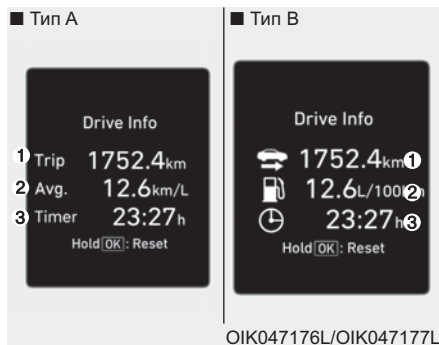 ■ Тип A
Drive Info
1 Trip 1752.4km
2 Avg. 12.6km/L
3 Timer 23:27h
Hold OK : Reset
■ Тип B
Drive Info
1752.4km 1
12.6L/100km 2
23:27h 3
Hold OK : Reset
OIK047176L/OIK047177L